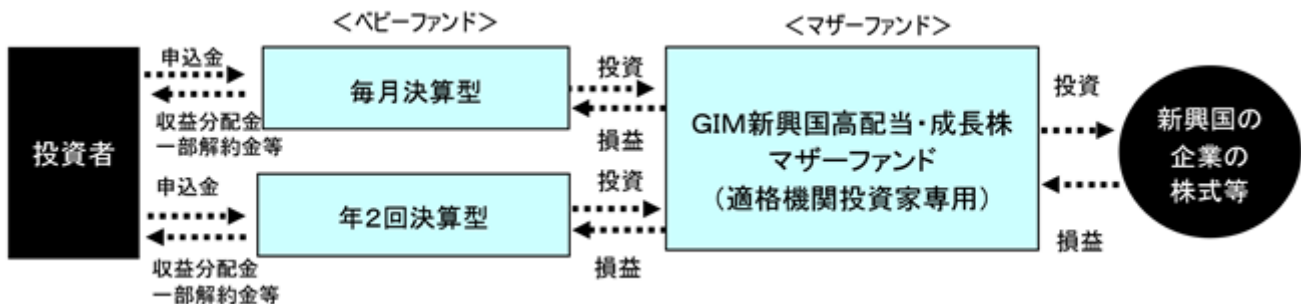 <ベビーファンド>
<マザーファンド>
投資者
申込金
収益分配金
一部解約金等
毎月決算型
投資
損益
申込金
収益分配金
一部解約金等
年2回決算型
投資
損益
GIM新興国高配当・成長株
マザーファンド
(適格機関投資家専用)
投資
損益
新興国の
企業の
株式等